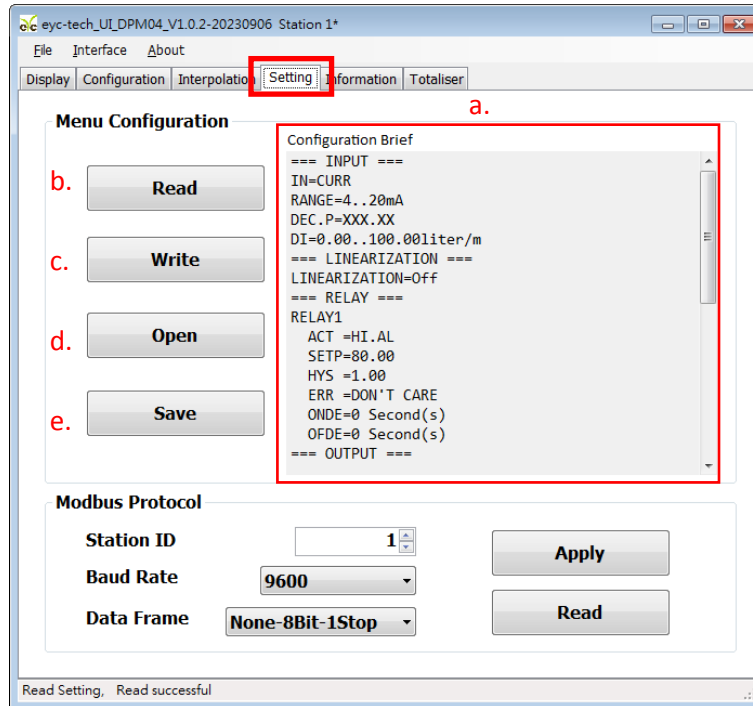 eyc-tech_UI_DPM04_V1.0.2-20230906 Station 1*
File Interface About
Display Configuration Interpolation Setting Information Totaliser
a.
Menu Configuration
Configuration Brief
b. Read
c. Write
d. Open
e. Save
=== INPUT ===
IN=CURR
RANGE=4..20mA
DEC.P=XXX.XX
DI=0.00..100.00liter/m
=== LINEARIZATION ===
LINEARIZATION=Off
=== RELAY ===
RELAY1
ACT =HI.AL
SETP=80.00
HYS =1.00
ERR =DON'T CARE
ONDE=0 Second(s)
OFDE=0 Second(s)
=== OUTPUT ===
Modbus Protocol
Station ID 1
Baud Rate 9600
Data Frame None-8Bit-1Stop
Apply
Read
Read Setting, Read successful